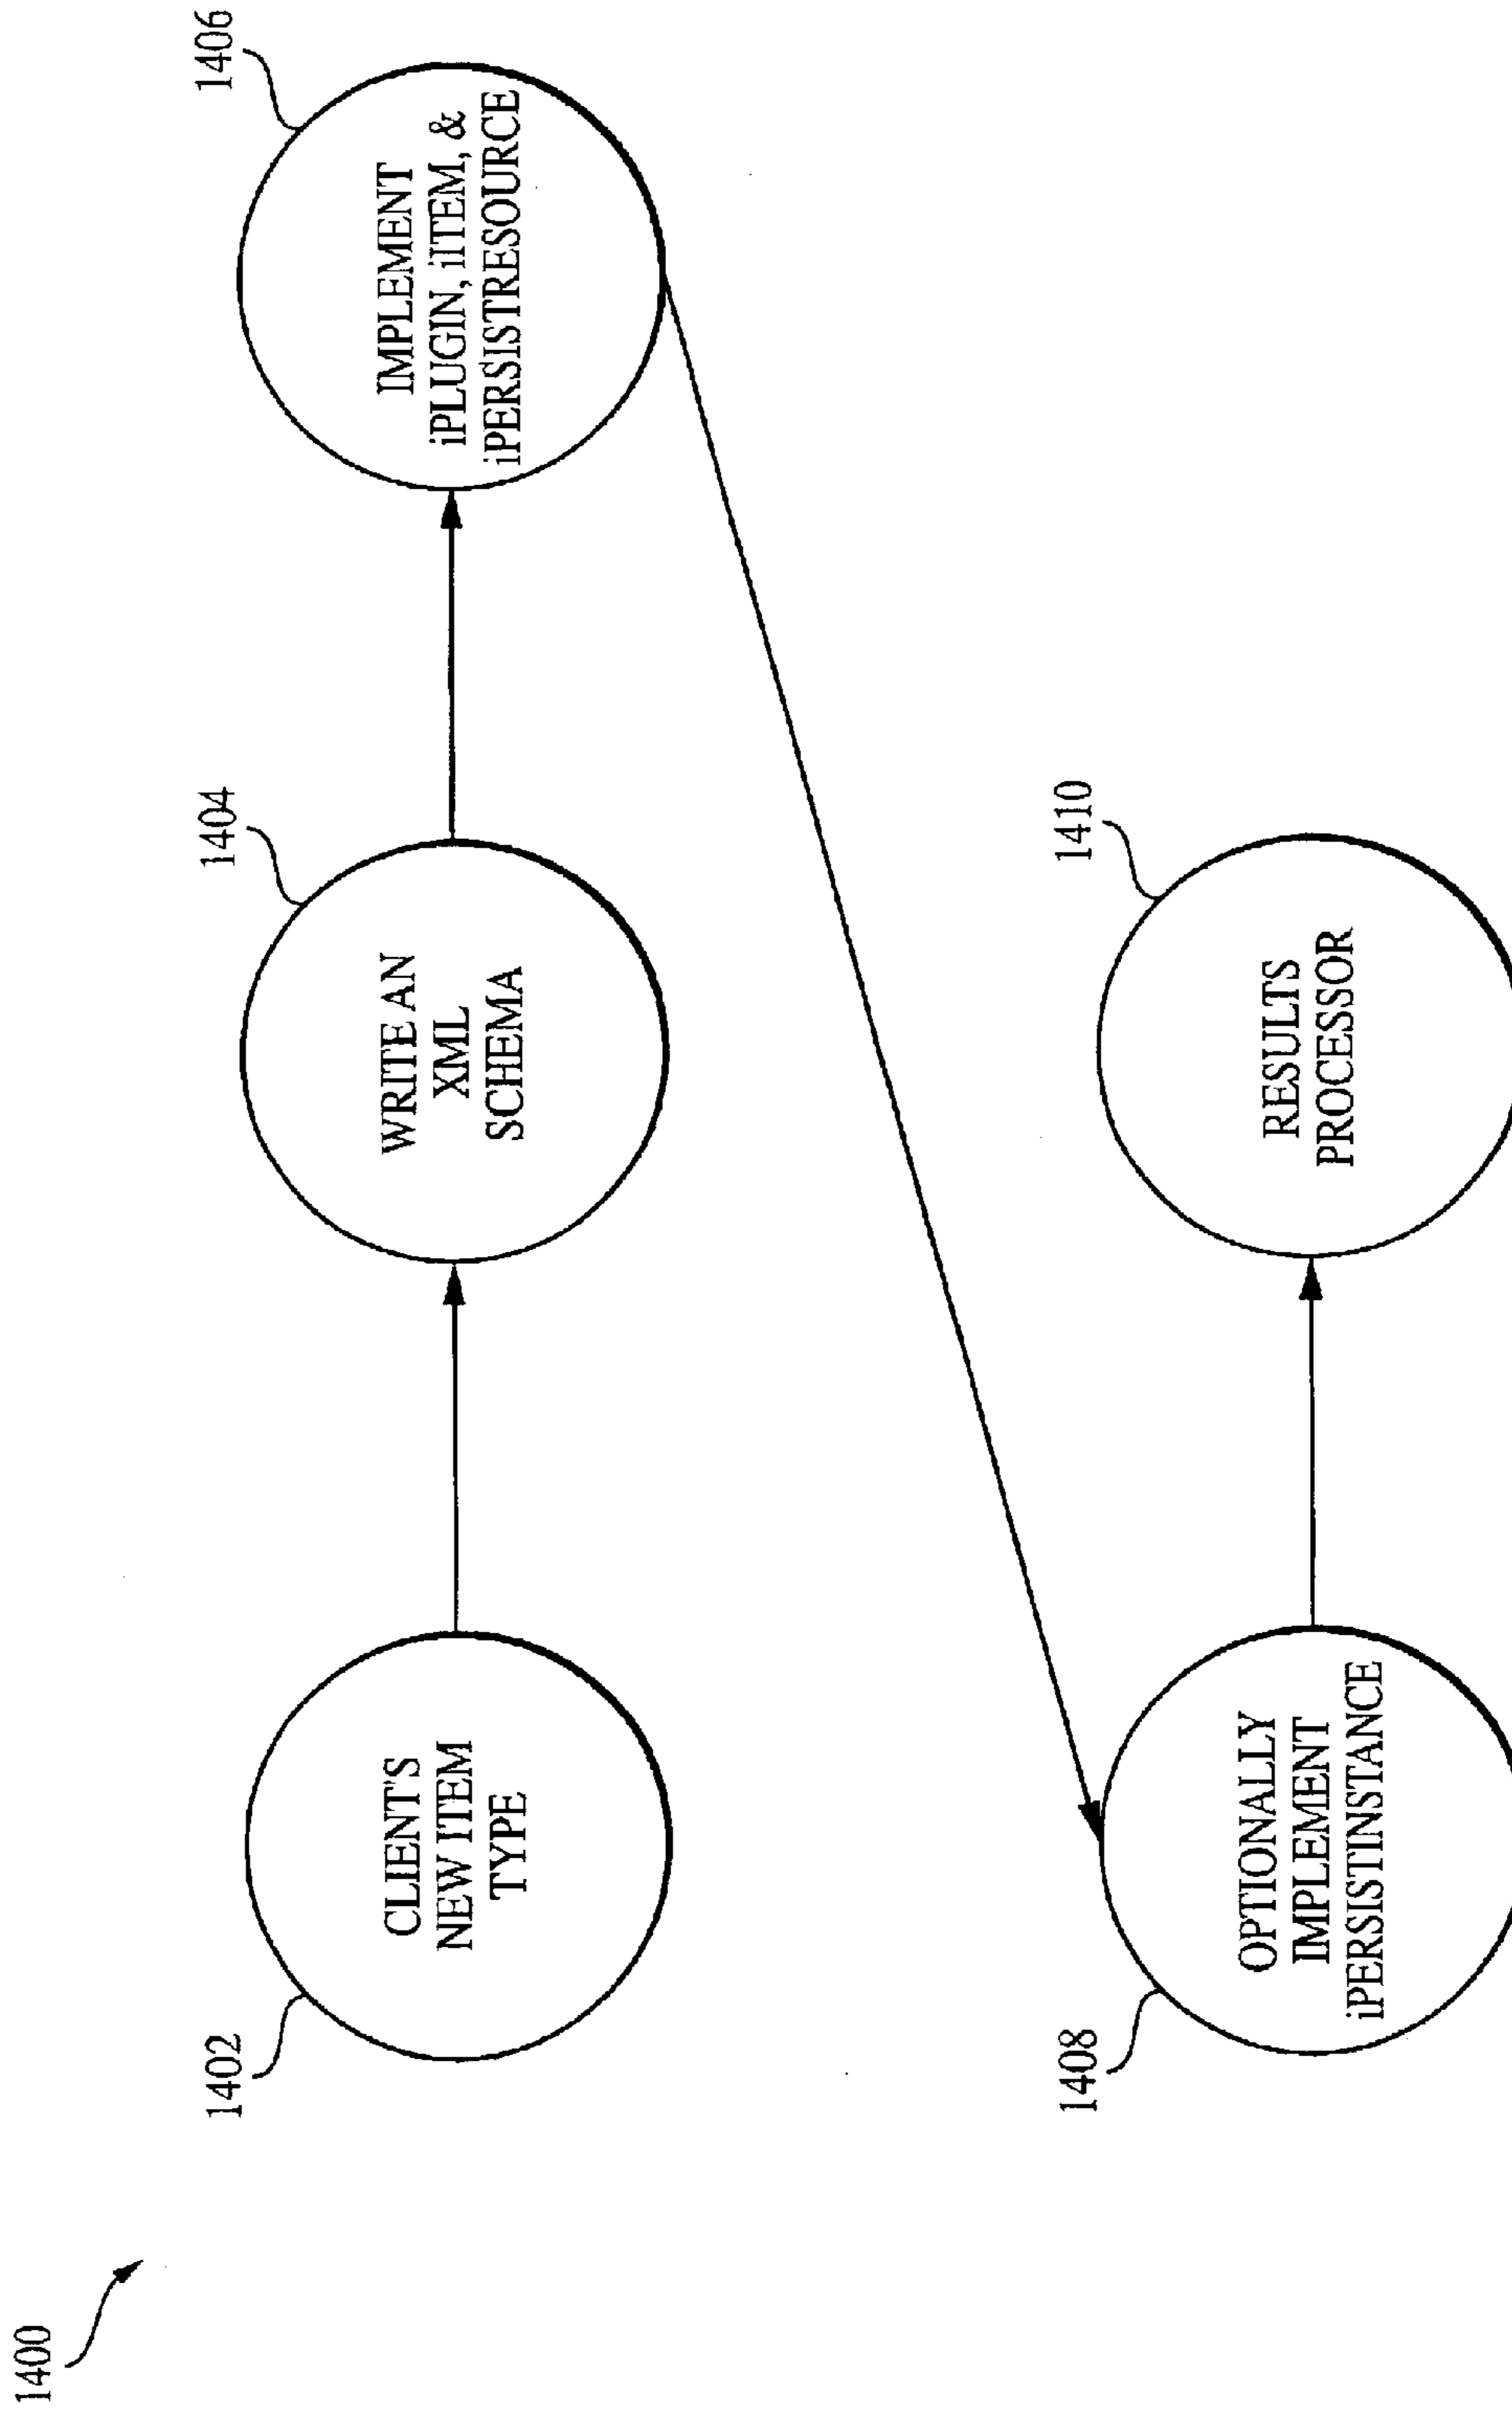 1400
1402
CLIENT'S
NEW ITEM
TYPE
1404
WRITE AN
XML
SCHEMA
1406
IMPLEMENT
iPLUGIN, iITEM, &
iPERSISTRESOURCE
1408
OPTIONALLY
IMPLEMENT
iPERSISTINSTANCE
1410
RESULTS
PROCESSOR